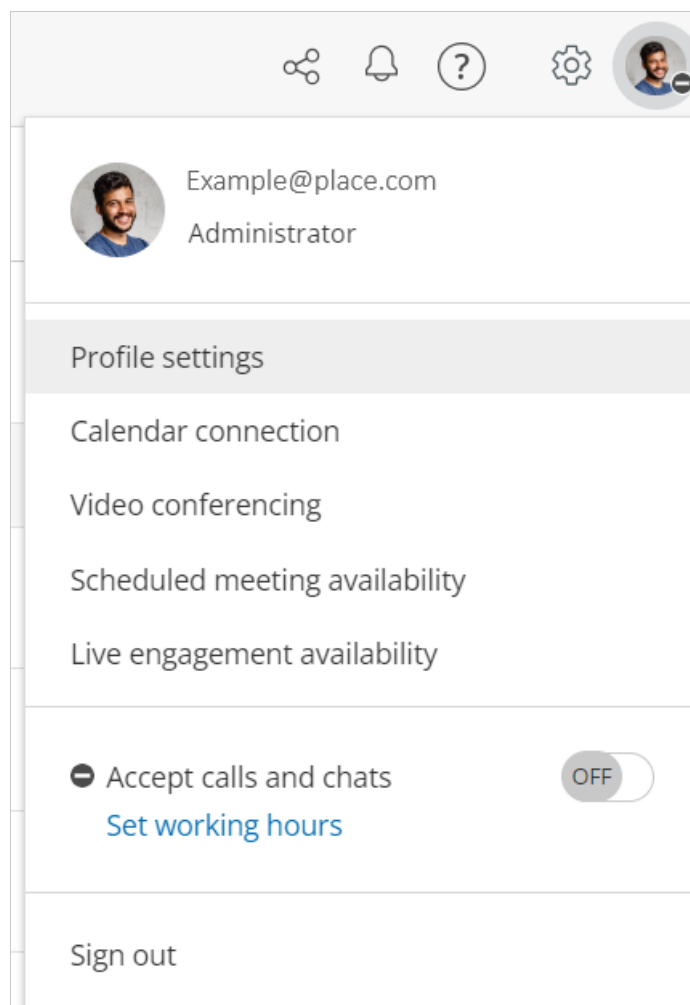 ?
Example@place.com
Administrator
Profile settings
Calendar connection
Video conferencing
Scheduled meeting availability
Live engagement availability
Accept calls and chats
OFF
Set working hours
Sign out